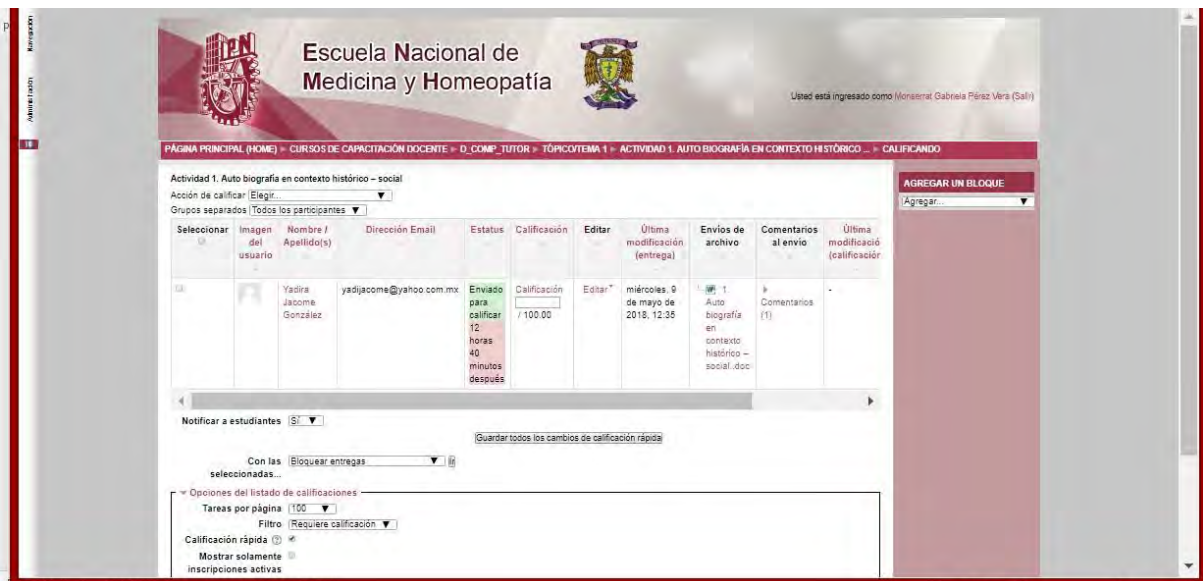 p
Navegación
Administración
IPN
Escuela Nacional de
Medicina y Homeopatía
Usted está ingresado como Monserrat Gabriela Pérez Vera (Salir)
PÁGINA PRINCIPAL (HOME) ► CURSOS DE CAPACITACIÓN DOCENTE ► D_COMP_TUTOR ► TÓPICO/TEMA 1 ► ACTIVIDAD 1. AUTO BIOGRAFÍA EN CONTEXTO HISTÓRICO ... ► CALIFICANDO
Actividad 1. Auto biografía en contexto histórico – social
Acción de calificar Elegir...
Grupos separados Todos los participantes
AGREGAR UN BLOQUE
Agregar...
Seleccionar Imagen Nombre / Dirección Email Estatus Calificación Editar Última Envíos de Comentarios Última
del Apellido(s) modificación archivo al envío modificació
usuario (entrega) (calificación
Yadira yadijacome@yahoo.com.mx Enviado Calificación Editar miércoles, 9 1. Comentarios -
Jacome para de mayo de Auto (1)
González calificar / 100.00 2018, 12:35 biografía
12 en
horas contexto
40 histórico –
minutos social..doc
después
Notificar a estudiantes Sí
Guardar todos los cambios de calificación rápida
Con las Bloquear entregas Ir
seleccionadas...
Opciones del listado de calificaciones
Tareas por página 100
Filtro Requiere calificación
Calificación rápida
Mostrar solamente
inscripciones activas